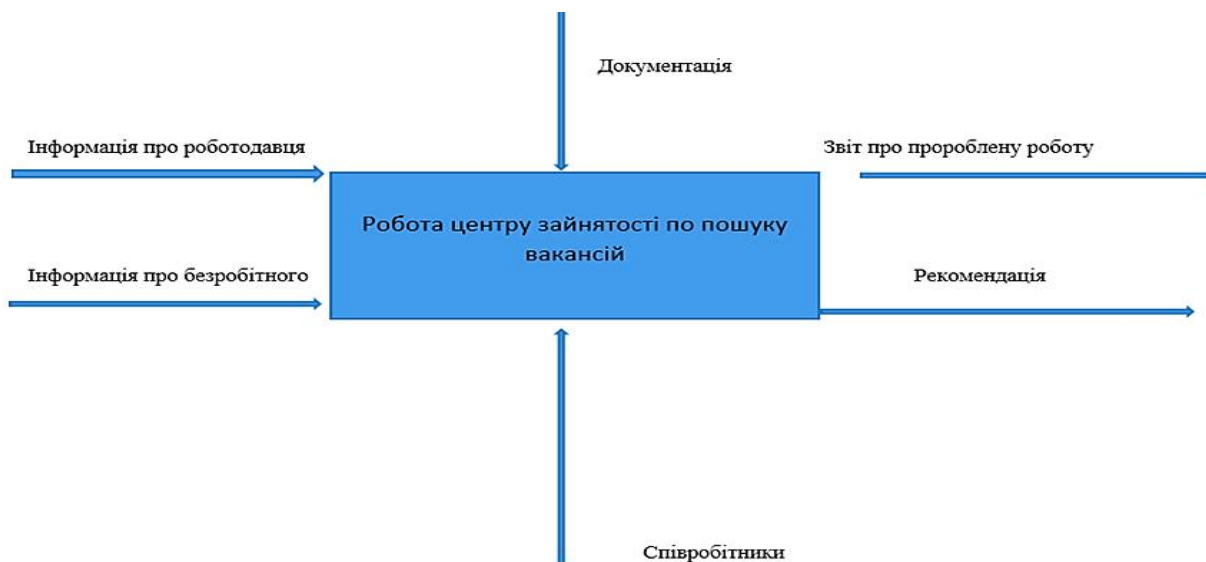 Документація
Інформація про роботодавця
Звіт про пророблену роботу
Робота центру зайнятості по пошуку
вакансій
Інформація про безробітного
Рекомендація
Співробітники